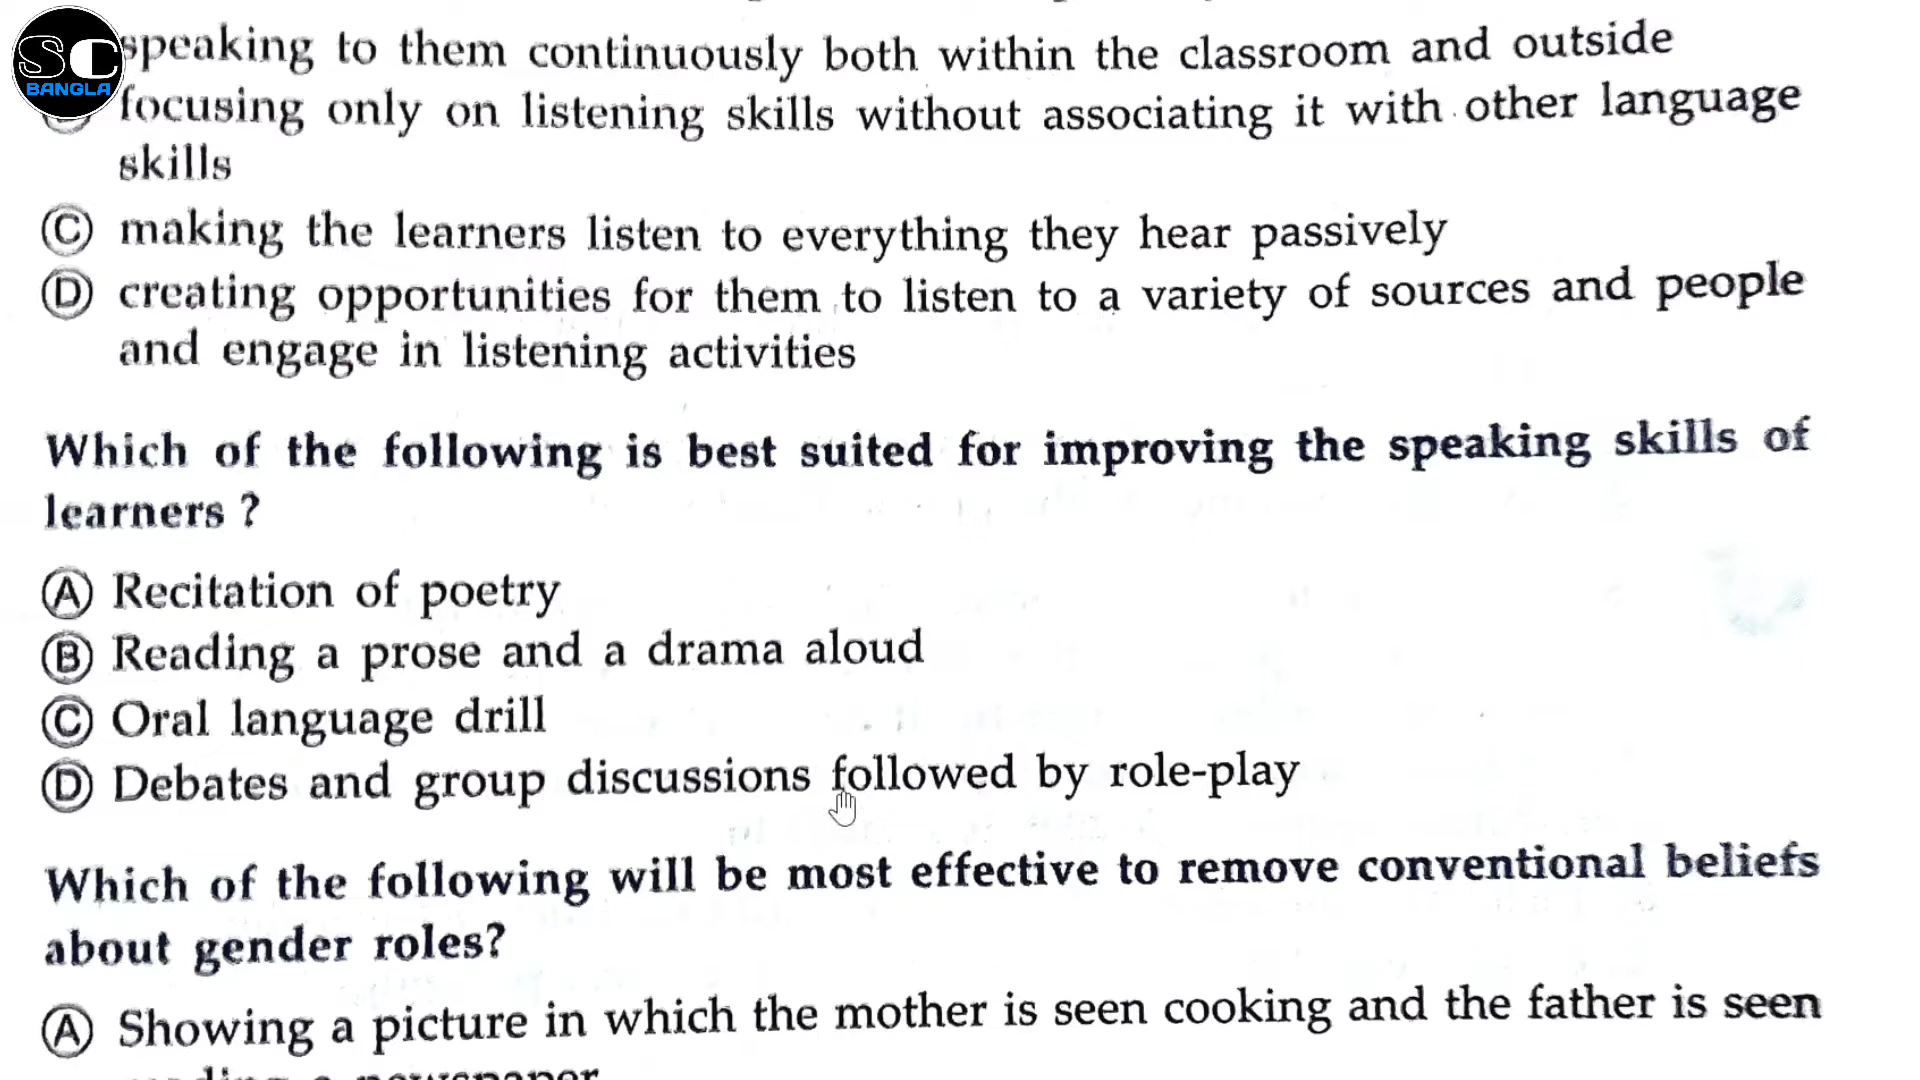 SC
BANGLA
speaking to them continuously both within the classroom and outside
focusing only on listening skills without associating it with other language
skills
Ⓒ making the learners listen to everything they hear passively
Ⓓ creating opportunities for them to listen to a variety of sources and people
and engage in listening activities
Which of the following is best suited for improving the speaking skills of
learners ?
Ⓐ Recitation of poetry
Ⓑ Reading a prose and a drama aloud
Ⓒ Oral language drill
Ⓓ Debates and group discussions followed by role-play
Which of the following will be most effective to remove conventional beliefs
about gender roles?
Ⓐ Showing a picture in which the mother is seen cooking and the father is seen
a newspaper